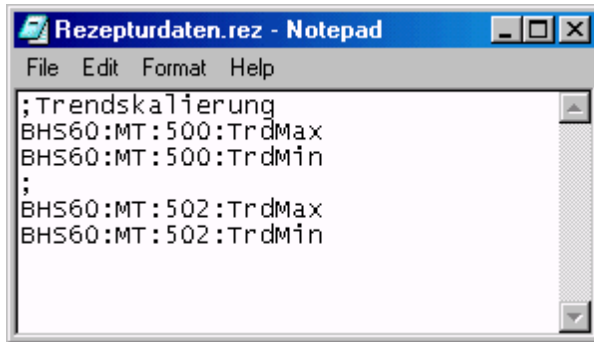 Rezepturdaten.rez - Notepad
File Edit Format Help
;Trendskalierung
BHS60:MT:500:TrdMax
BHS60:MT:500:TrdMin
;
BHS60:MT:502:TrdMax
BHS60:MT:502:TrdMin